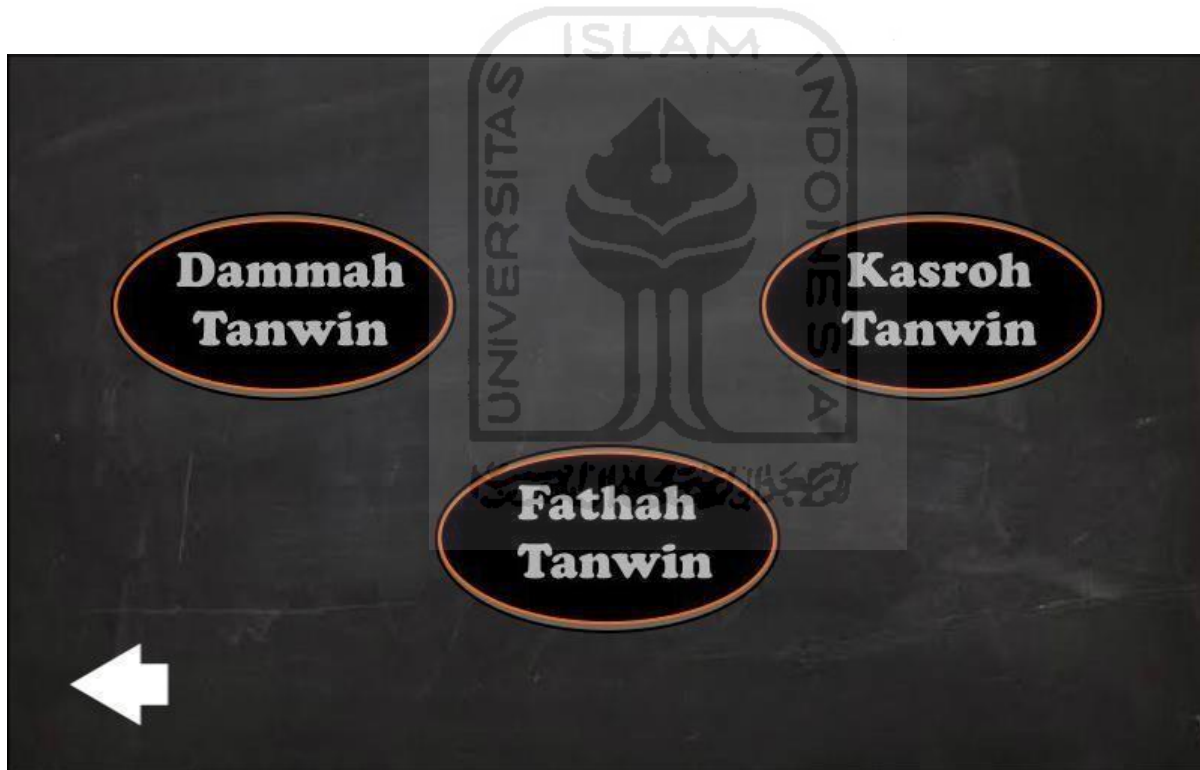 ISLAM
UNIVERSITAS
INDONESIA
Dammah
Tanwin
Kasroh
Tanwin
Fathah
Tanwin